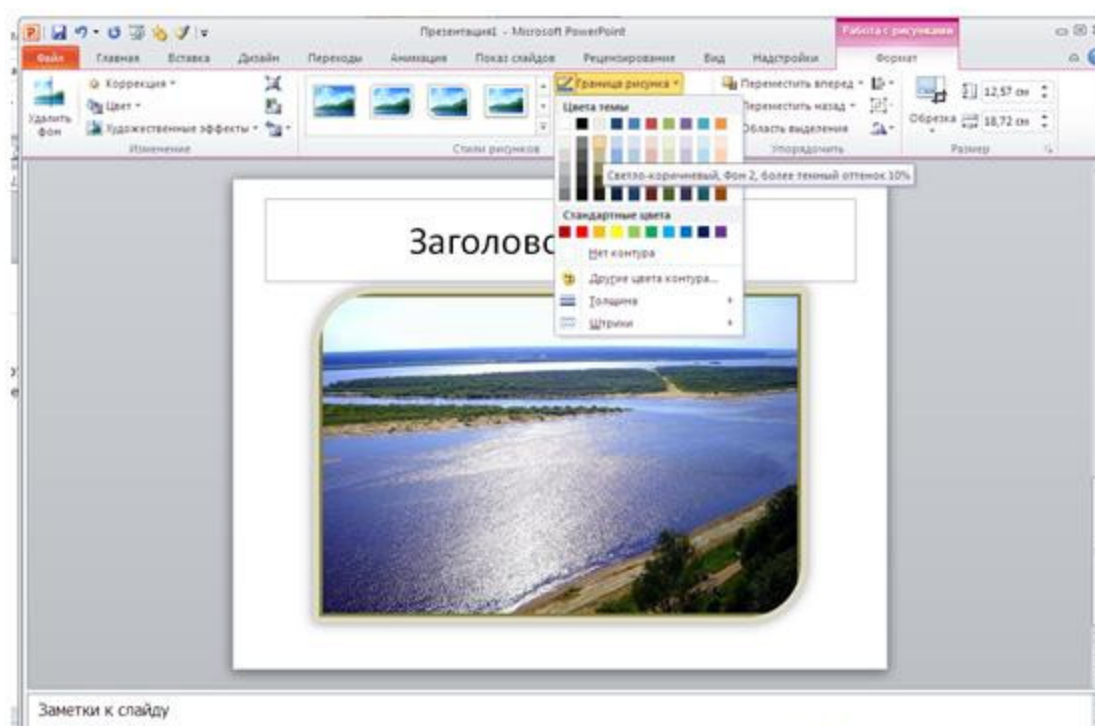 Презентация1 - Microsoft PowerPoint
Работа с рисунками
Файл Главная Вставка Дизайн Переходы Анимация Показ слайдов Рецензирование Вид Надстройки Формат
Удалить фон
Коррекция
Цвет
Художественные эффекты
Изменение
Стили рисунков
Граница рисунка
Переместить вперед
Переместить назад
Область выделения
Упорядочить
Обрезка
12,57 см
18,72 см
Размер
Цвета темы
Светло-коричневый, Фон 2, более темный оттенок 10%
Стандартные цвета
Нет контура
Другие цвета контура...
Толщина
Штрихи
Заголово
Заметки к слайду